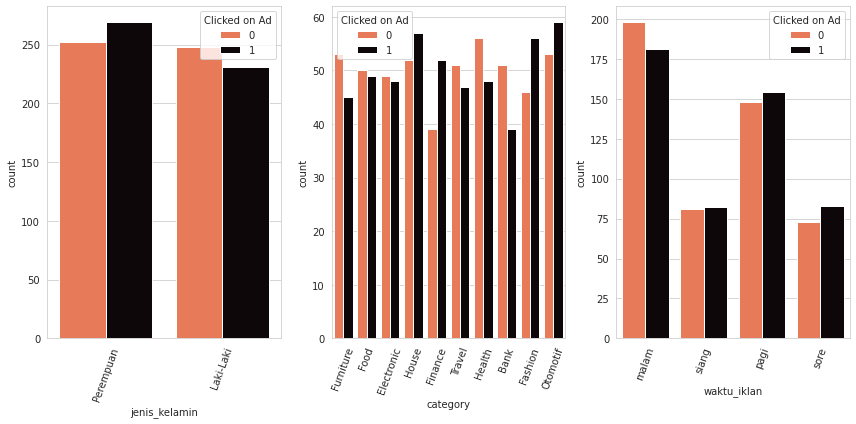 Clicked on Ad
0
1
250
200
150
100
50
0
count
Perempuan
Laki-Laki
jenis_kelamin
Clicked on Ad
0
1
60
50
40
30
20
10
0
count
Furniture
Food
Electronic
House
Finance
Travel
Health
Bank
Fashion
Otomotif
category
Clicked on Ad
0
1
200
175
150
125
100
75
50
25
0
count
malam
siang
pagi
sore
waktu_iklan